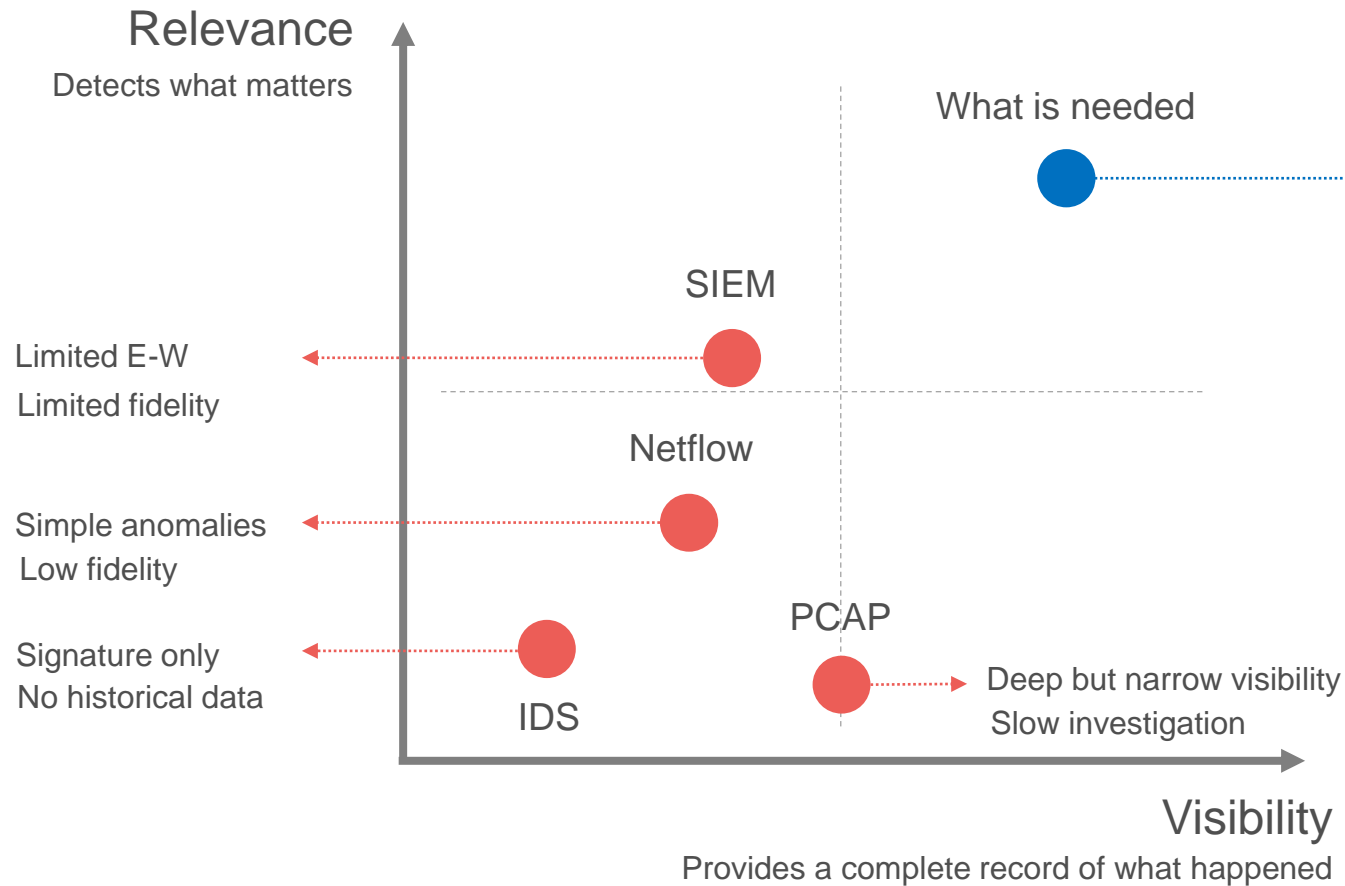 Relevance
Detects what matters
What is needed
SIEM
Limited E-W
Limited fidelity
Netflow
Simple anomalies
Low fidelity
PCAP
Signature only
No historical data
IDS
Deep but narrow visibility
Slow investigation
Visibility
Provides a complete record of what happened